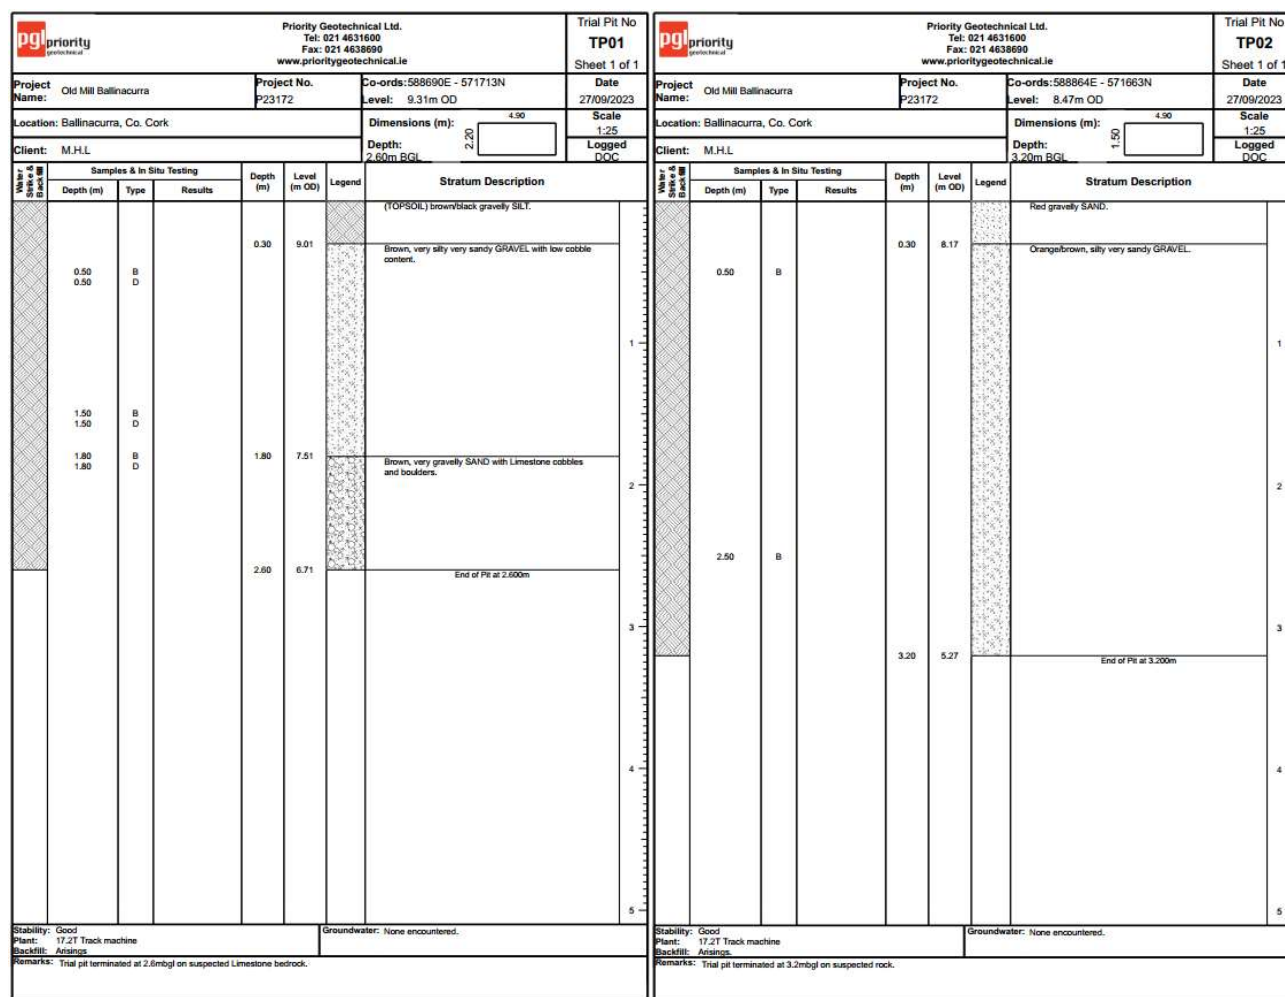 pgl priority
geotechnical
Priority Geotechnical Ltd.
Tel: 021 4631600
Fax: 021 4638690
www.prioritygeotechnical.ie
Trial Pit No
TP01
Sheet 1 of 1
Project Name: Old Mill Ballinacurra
Project No.
P23172
Co-ords: 588690E - 571713N
Level: 9.31m OD
Date
27/09/2023
Location: Ballinacurra, Co. Cork
Dimensions (m): 4.90
2.20
Depth:
2.60m BGL
Scale
1:25
Client: M.H.L
Logged
DOC
Water Strike & Backfill
Samples & In Situ Testing
Depth (m) Type Results
Depth (m)
Level (m OD)
Legend
Stratum Description
(TOPSOIL) brown/black gravelly SILT.
0.30 9.01 Brown, very silty very sandy GRAVEL with low cobble
content.
0.50 B
0.50 D
1
1.50 B
1.50 D
1.80 B 1.80 7.51
1.80 D
Brown, very gravelly SAND with Limestone cobbles
and boulders.
2
2.60 6.71
End of Pit at 2.600m
3
4
5
Stability: Good
Plant: 17.2T Track machine
Backfill: Arisings
Groundwater: None encountered.
Remarks: Trial pit terminated at 2.6mbgl on suspected Limestone bedrock.
pgl priority
geotechnical
Priority Geotechnical Ltd.
Tel: 021 4631600
Fax: 021 4638690
www.prioritygeotechnical.ie
Trial Pit No
TP02
Sheet 1 of 1
Project Name: Old Mill Ballinacurra
Project No.
P23172
Co-ords: 588864E - 571663N
Level: 8.47m OD
Date
27/09/2023
Location: Ballinacurra, Co. Cork
Dimensions (m): 4.90
1.50
Depth:
3.20m BGL
Scale
1:25
Client: M.H.L
Logged
DOC
Water Strike & Backfill
Samples & In Situ Testing
Depth (m) Type Results
Depth (m)
Level (m OD)
Legend
Stratum Description
Red gravelly SAND.
0.30 8.17 Orange/brown, silty very sandy GRAVEL.
0.50 B
1
2
2.50 B
3
3.20 5.27
End of Pit at 3.200m
4
5
Stability: Good
Plant: 17.2T Track machine
Backfill: Arisings.
Groundwater: None encountered.
Remarks: Trial pit terminated at 3.2mbgl on suspected rock.